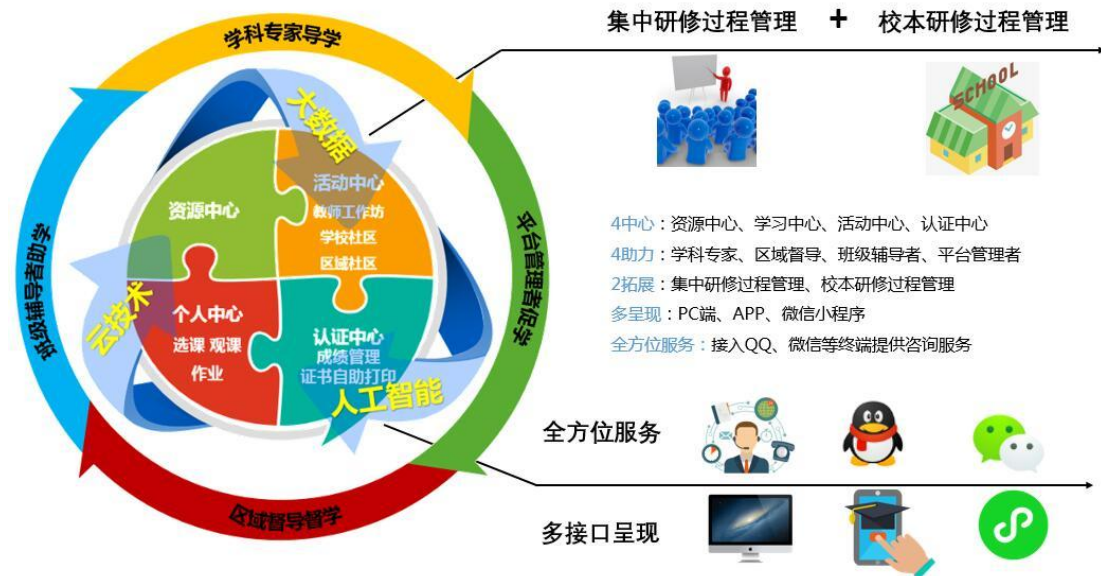 集中研修过程管理 + 校本研修过程管理
学科专家导学
大数据
SCHOOL
资源中心
活动中心
教师工作坊
学校社区
区域社区
班级辅导者助学
云技术
平台管理者促学
个人中心
选课 观课
作业
认证中心
成绩管理
证书自助打印
人工智能
区域督导督学
4中心：资源中心、学习中心、活动中心、认证中心
4助力：学科专家、区域督导、班级辅导者、平台管理者
2拓展：集中研修过程管理、校本研修过程管理
多呈现：PC端、APP、微信小程序
全方位服务：接入QQ、微信等终端提供咨询服务
全方位服务
多接口呈现